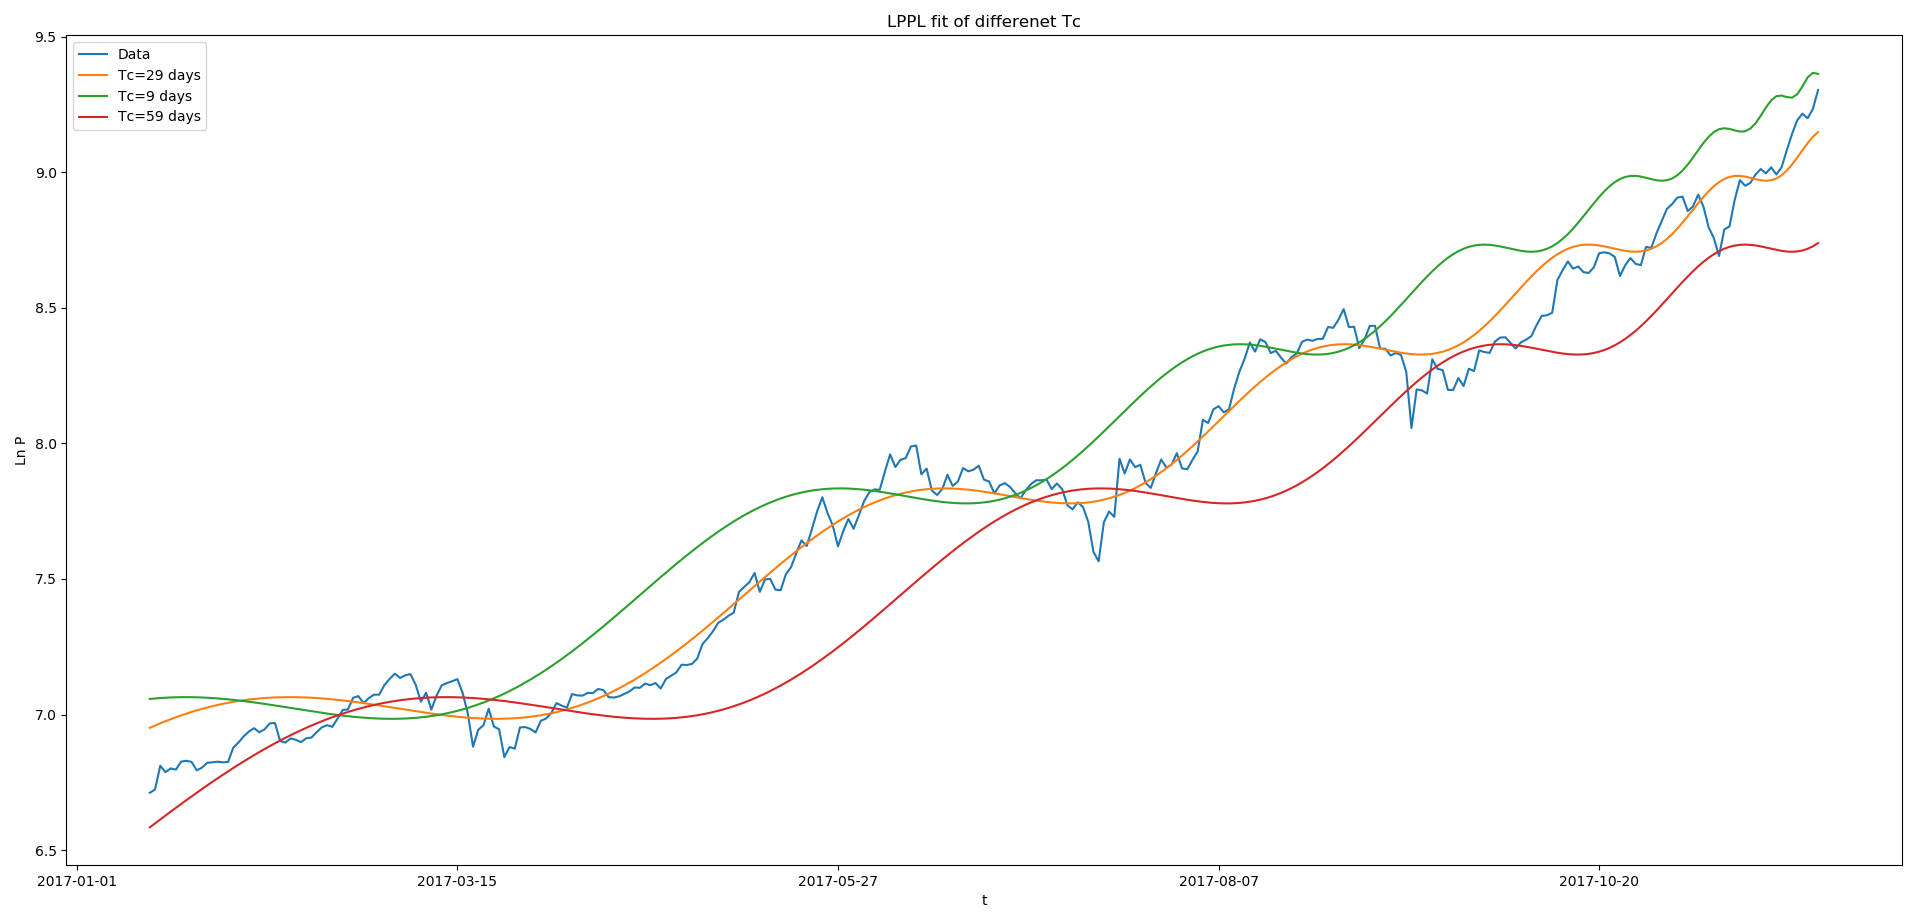 LPPL fit of differenet Tc
9.5
Data
Tc=29 days
Tc=9 days
Tc=59 days
9.0
8.5
8.0
Ln P
7.5
7.0
6.5
2017-01-01 2017-03-15 2017-05-27 2017-08-07 2017-10-20
t